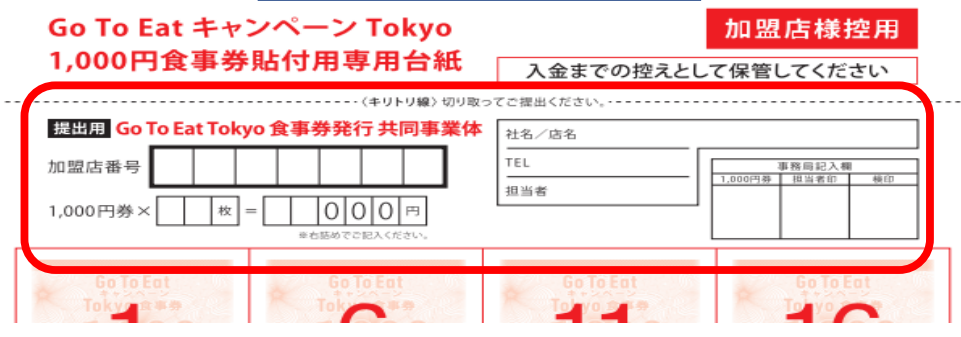 Go To Eat キャンペーン Tokyo
1,000円食事券貼付用専用台紙
加盟店様控用
入金までの控えとして保管してください
〈キリトリ線〉切り取ってご提出ください。
提出用 Go To Eat Tokyo 食事券発行 共同事業体
加盟店番号
1,000円券× 枚 = 000円
※右詰めでご記入ください。
社名／店名
TEL
担当者
事務局記入欄
1,000円券 担当者印 検印
Go To Eat
キャンペーン
Tokyo 食事券
1
Go To Eat
キャンペーン
Tokyo 食事券
6
Go To Eat
キャンペーン
Tokyo 食事券
11
Go To Eat
キャンペーン
Tokyo 食事券
16